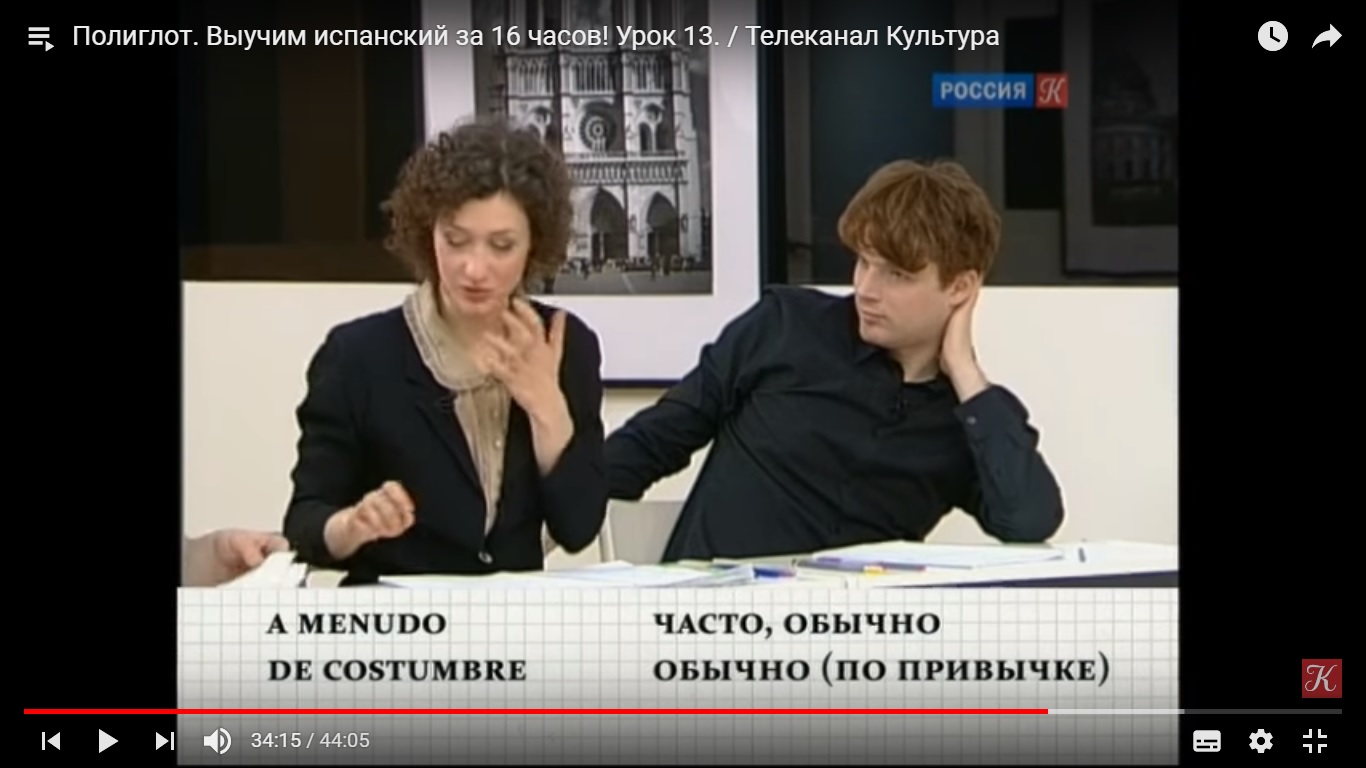 Полиглот. Выучим испанский за 16 часов! Урок 13. / Телеканал Культура
РОССИЯ К
A MENUDO ЧАСТО, ОБЫЧНО
DE COSTUMBRE ОБЫЧНО (ПО ПРИВЫЧКЕ)
К
34:15 / 44:05